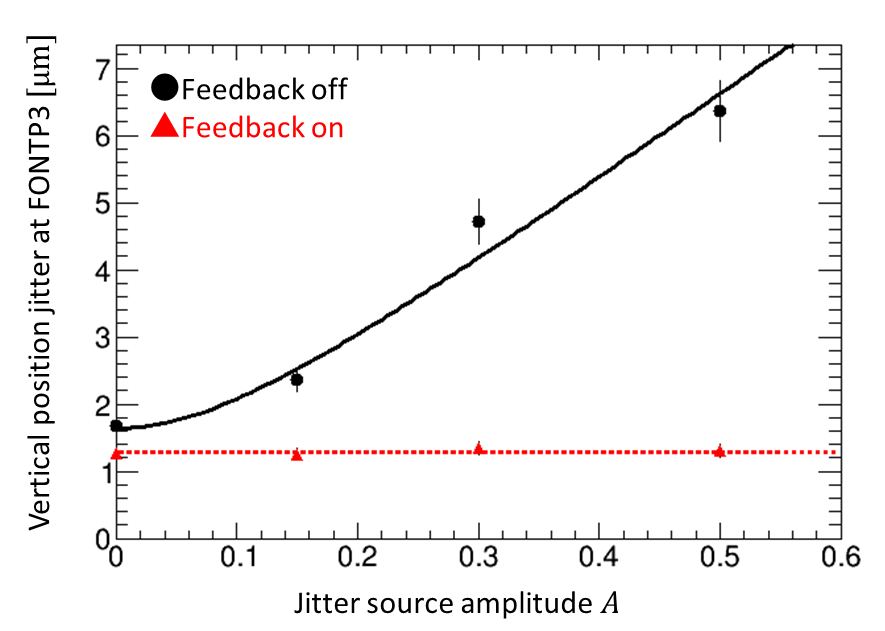 Vertical position jitter at FONTP3 [μm]
Feedback off
Feedback on
7
6
5
4
3
2
1
0
0 0.1 0.2 0.3 0.4 0.5 0.6
Jitter source amplitude A